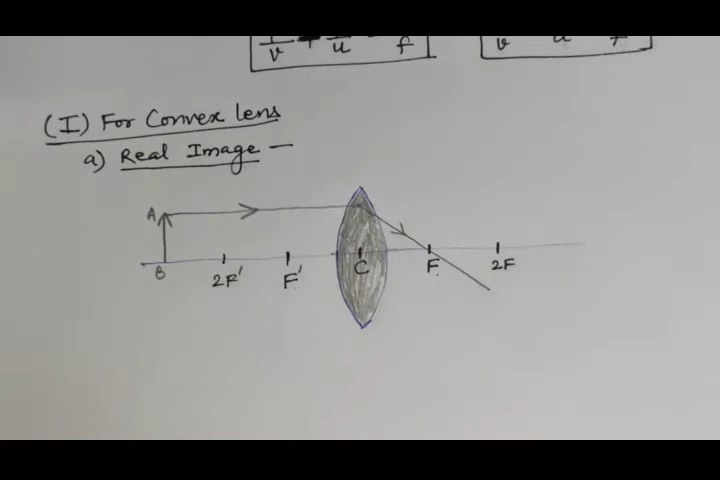 v + u f
v u f
(I) For Convex lens
a) Real Image —
A
B 2F' F' C F 2F